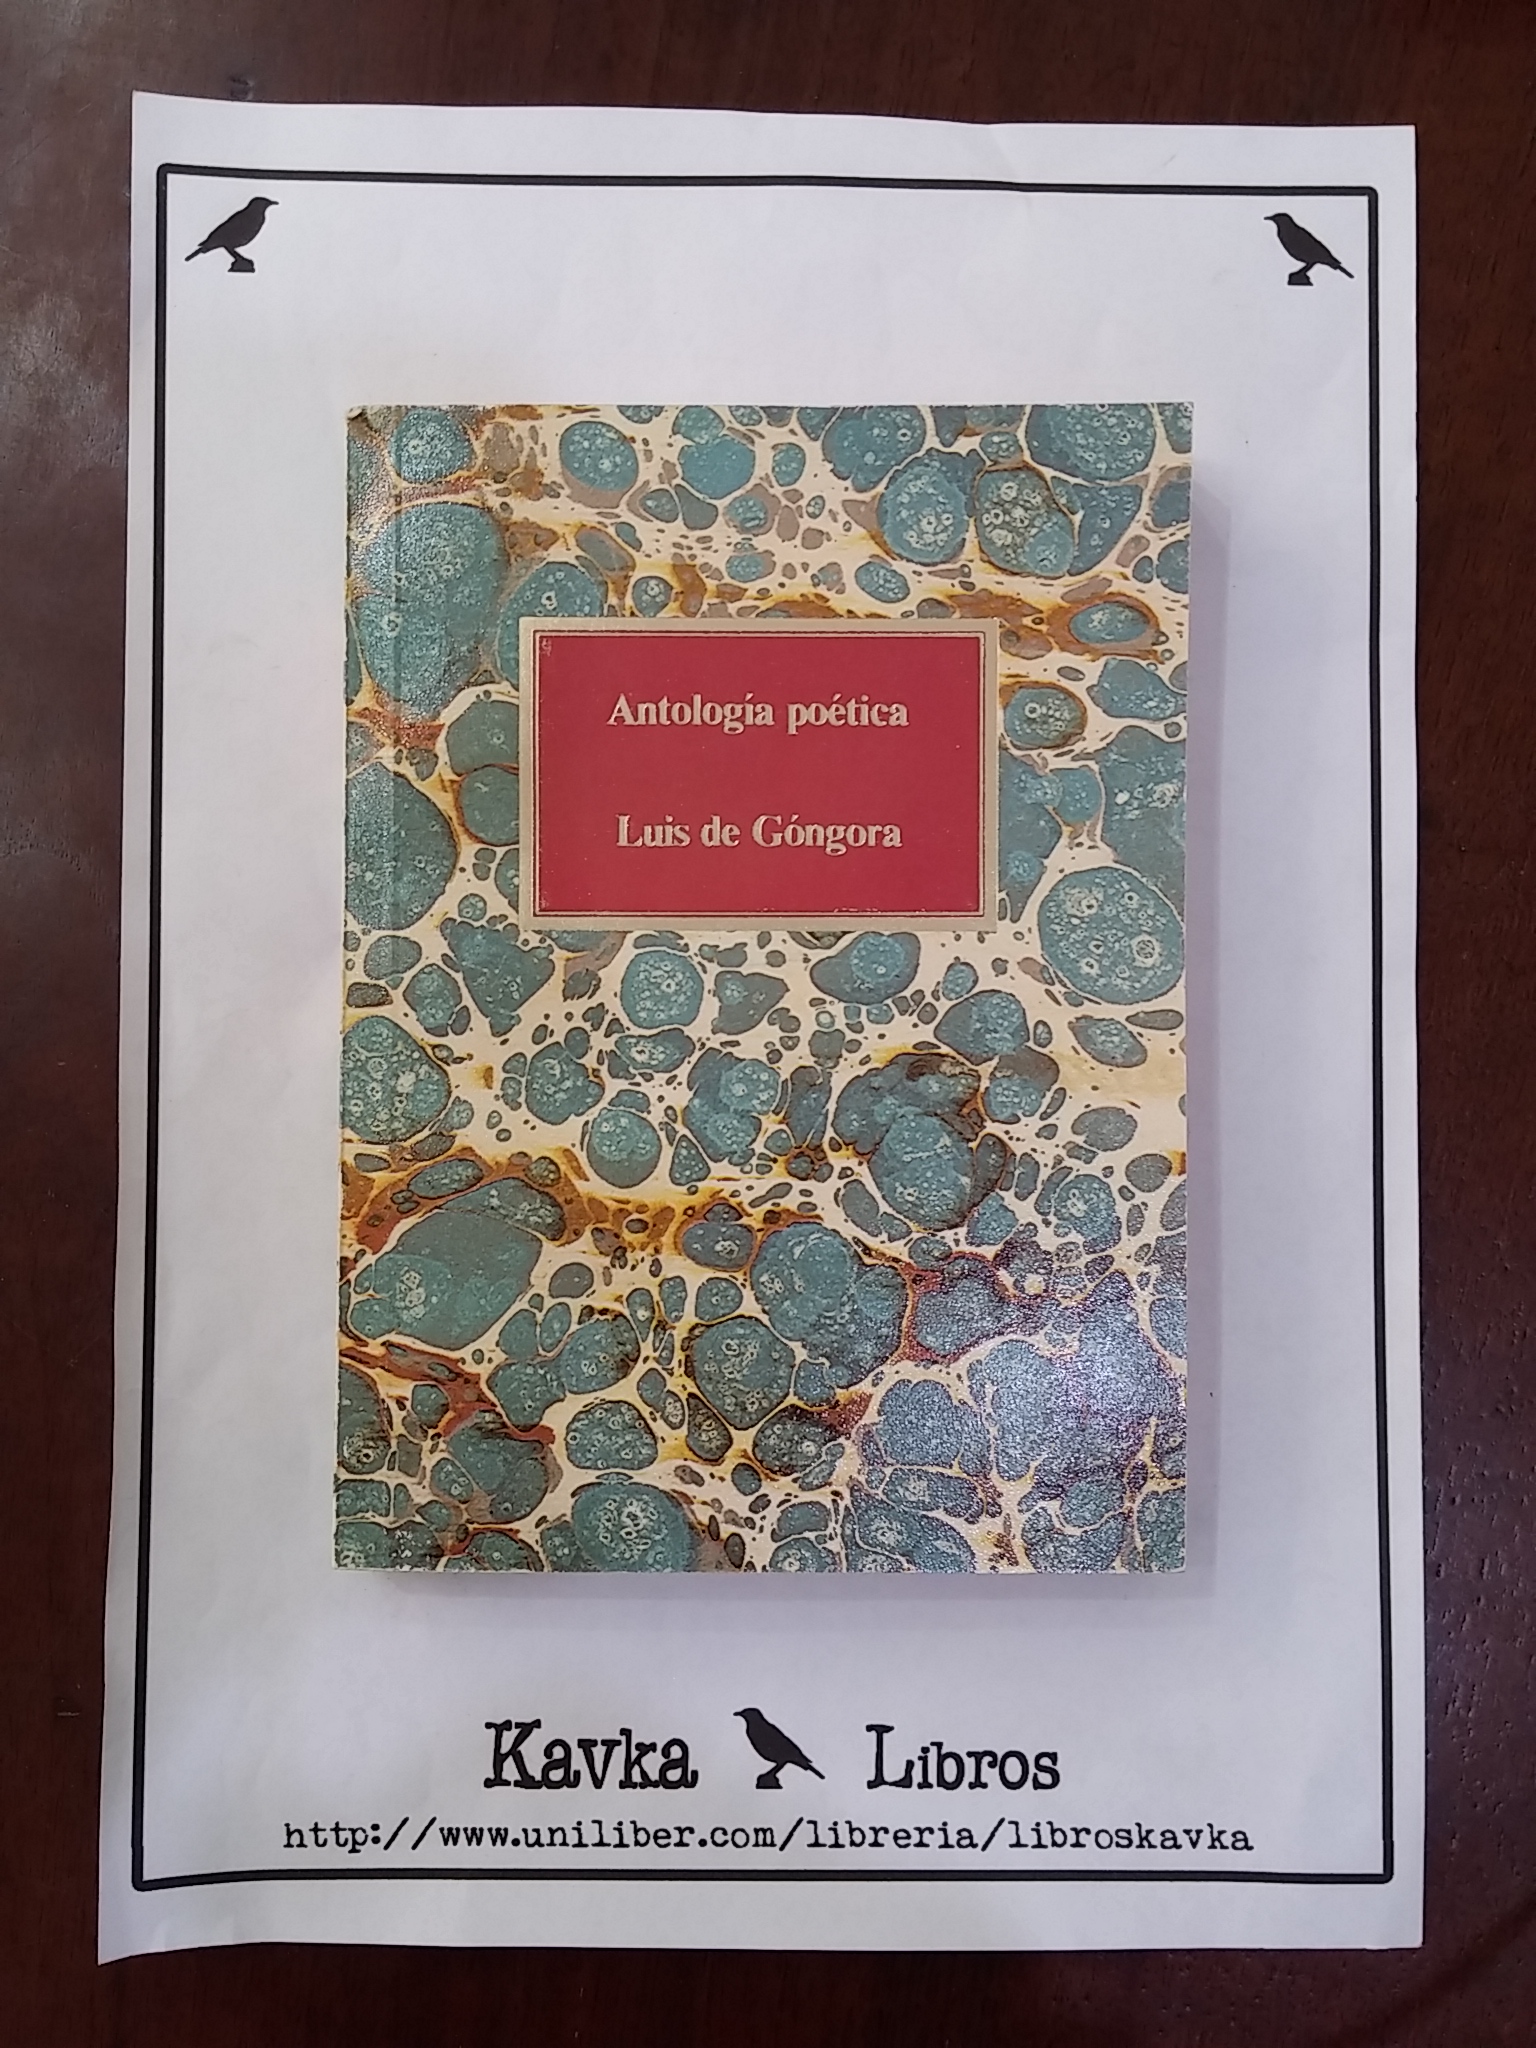 Antología poética
Luis de Góngora
Kavka Libros
http://www.uniliber.com/libreria/libroskavka